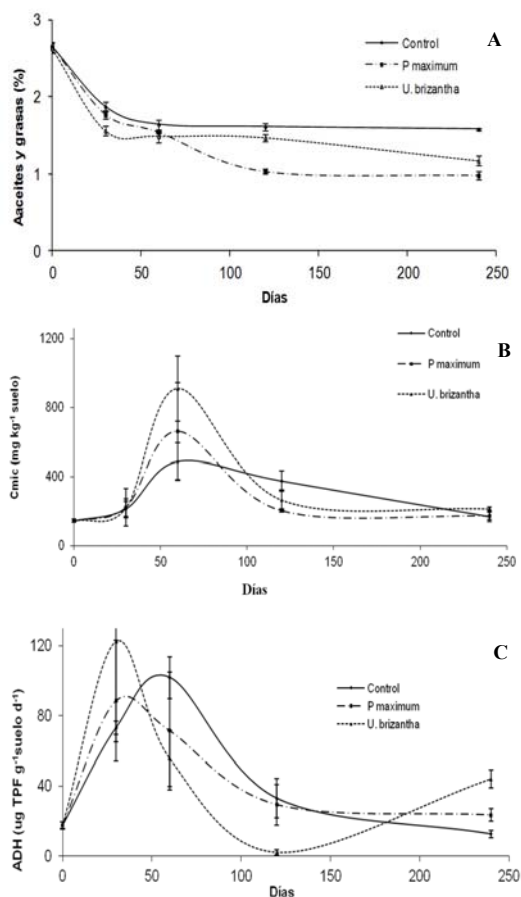 A
3
2
1
0
Aaceites y grasas (%)
Control
P maximum
U. brizantha
0 50 100 150 200 250
Días
B
1200
800
400
0
Cmic (mg kg⁻¹ suelo)
Control
P maximum
U. brizantha
0 50 100 150 200 250
Días
C
120
80
40
0
ADH (ug TPF g⁻¹suelo d⁻¹)
Control
P maximum
U. brizantha
0 50 100 150 200 250
Días